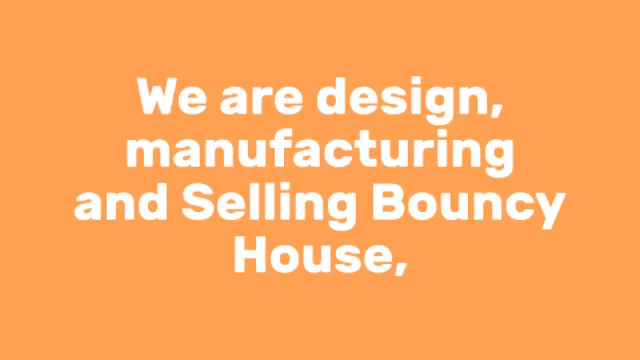 We are design,
manufacturing
and Selling Bouncy
House,